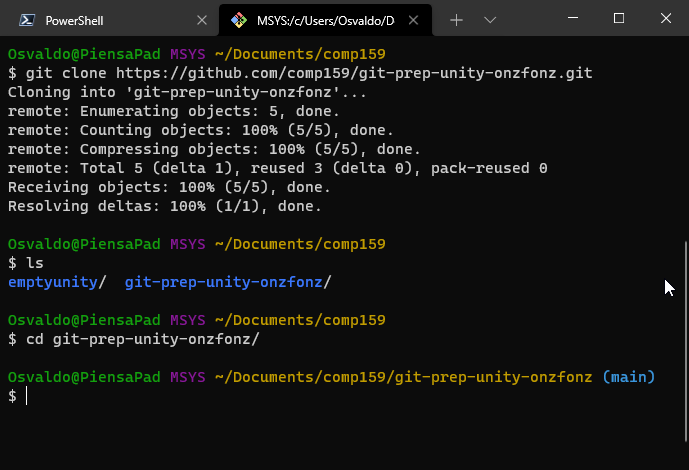 PowerShell
MSYS:/c/Users/Osvaldo/D
Osvaldo@PiensaPad MSYS ~/Documents/comp159
$ git clone https://github.com/comp159/git-prep-unity-onzfonz.git
Cloning into 'git-prep-unity-onzfonz'...
remote: Enumerating objects: 5, done.
remote: Counting objects: 100% (5/5), done.
remote: Compressing objects: 100% (5/5), done.
remote: Total 5 (delta 1), reused 3 (delta 0), pack-reused 0
Receiving objects: 100% (5/5), done.
Resolving deltas: 100% (1/1), done.
Osvaldo@PiensaPad MSYS ~/Documents/comp159
$ ls
emptyunity/  git-prep-unity-onzfonz/
Osvaldo@PiensaPad MSYS ~/Documents/comp159
$ cd git-prep-unity-onzfonz/
Osvaldo@PiensaPad MSYS ~/Documents/comp159/git-prep-unity-onzfonz (main)
$